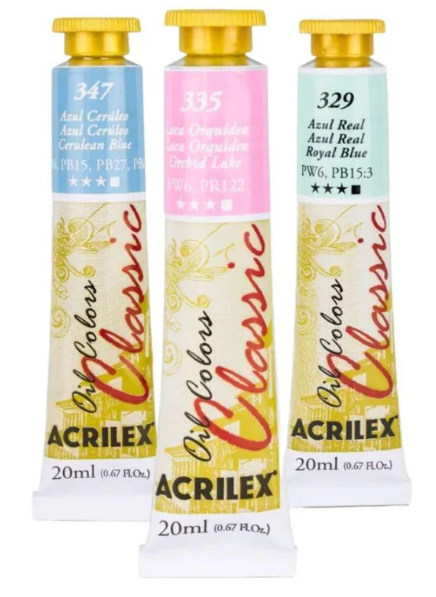 347
Azul Cerúleo
Azul Cerúleo
Cerulean Blue
PB15, PB27,
335
Laca Orquídea
Laca Orquídea
Orchid Lake
PW6, PR122
329
Azul Real
Azul Real
Royal Blue
PW6, PB15:3
Oil Colors
Classic
ACRILEX
20ml (0.67 Fl.Oz.)
Oil Colors
Classic
ACRILEX
20ml (0.67 Fl.Oz.)
Oil Colors
Classic
ACRILEX
20ml (0.67 Fl.Oz.)